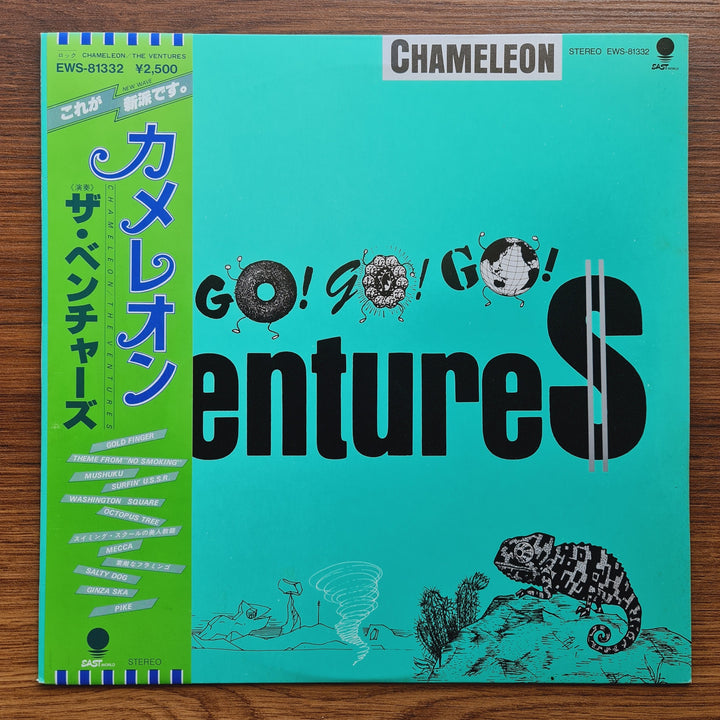 ロック CHAMELEON/THE VENTURES
EWS-81332 ¥2,500
NEW WAVE
これが 新派です。
カメレオン
CHAMELEON THE VENTURES
《演奏》
ザ・ベンチャーズ
GOLD FINGER
THEME FROM "NO SMOKING"
MUSHUKU
SURFIN' U.S.S.R.
WASHINGTON SQUARE
OCTOPUS TREE
スイミング・スクールの美人教師
MECCA
素敵なフラミンゴ
SALTY DOG
GINZA SKA
PIKE
EAST WORLD
STEREO
CHAMELEON
STEREO EWS-81332
EAST WORLD
GO! GO! GO!
entureS